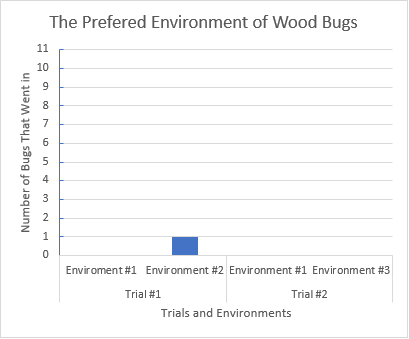 The Prefered Environment of Wood Bugs
Number of Bugs That Went in
11
10
9
8
7
6
5
4
3
2
1
0
Enviroment #1 Environment #2 Environment #1 Environment #3
Trial #1 Trial #2
Trials and Environments